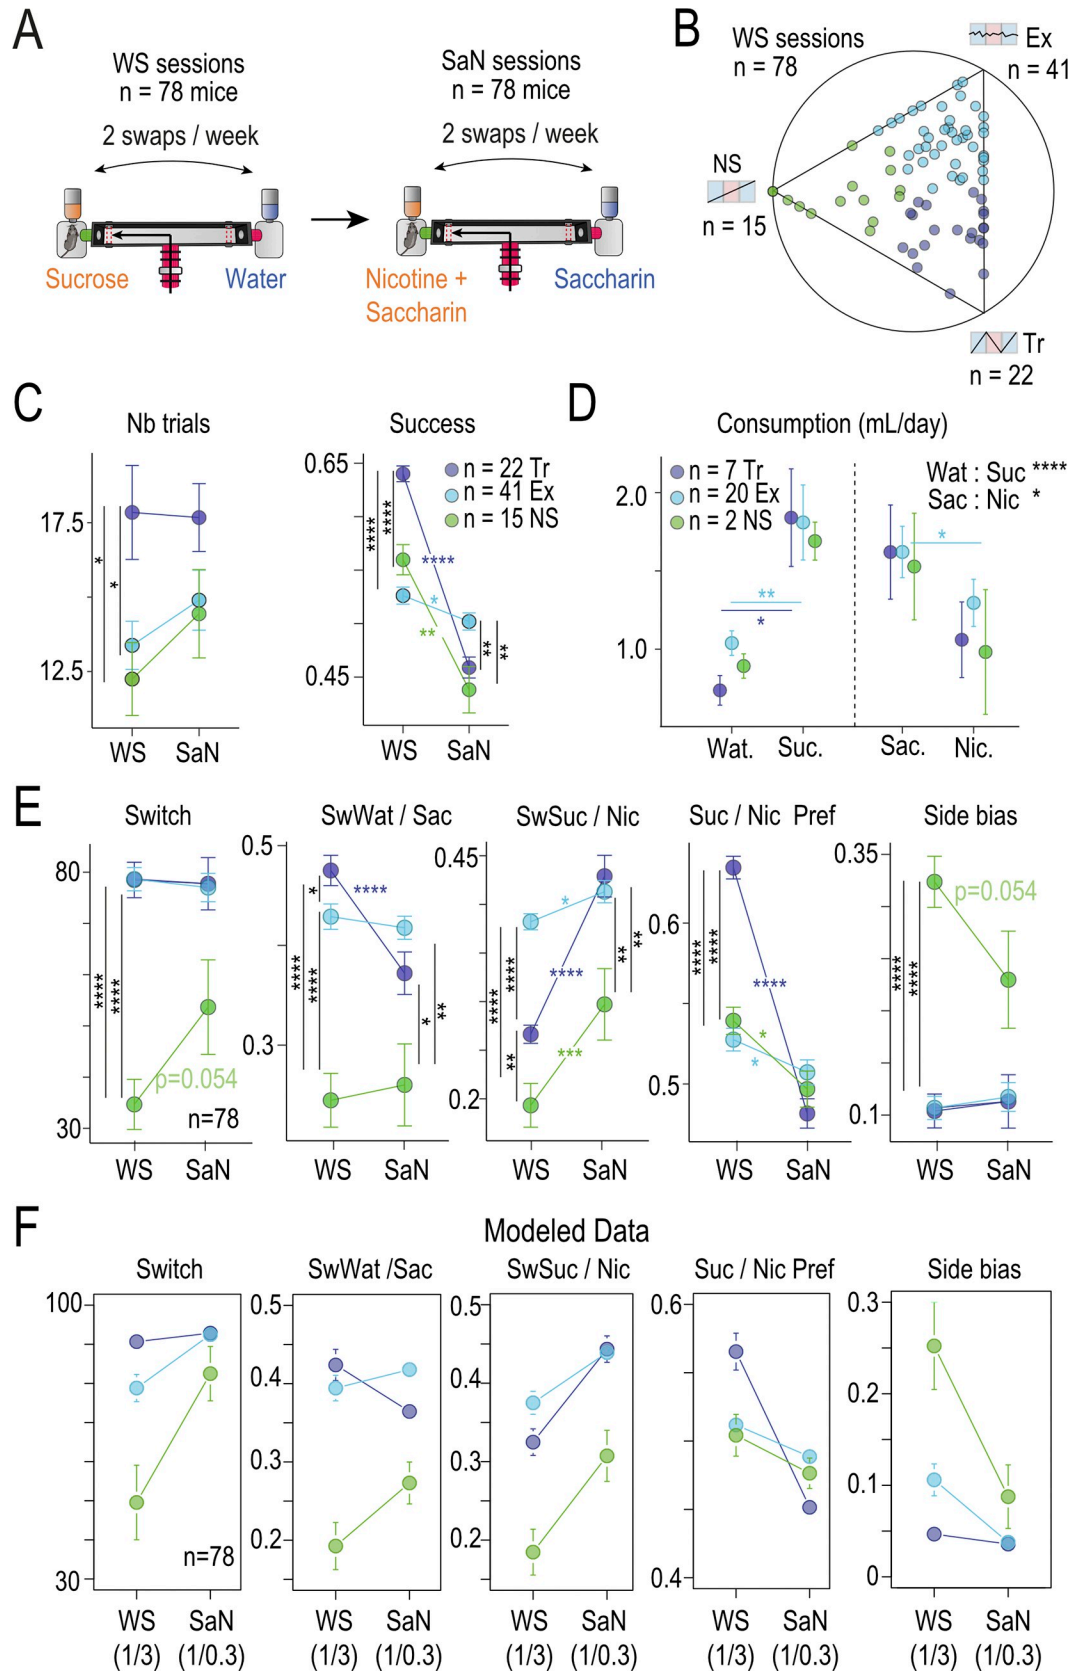 A
WS sessions
n = 78 mice
2 swaps / week
Sucrose
Water
SaN sessions
n = 78 mice
2 swaps / week
Nicotine +
Saccharin
Saccharin
B
WS sessions
n = 78
Ex
n = 41
NS
n = 15
Tr
n = 22
C
Nb trials
17.5
12.5
*
*
WS SaN
Success
0.65
0.45
n = 22 Tr
n = 41 Ex
n = 15 NS
****
****
****
*
**
**
**
WS SaN
D
Consumption (mL/day)
n = 7 Tr
n = 20 Ex
n = 2 NS
Wat : Suc ****
Sac : Nic *
2.0
1.0
**
*
*
Wat. Suc. Sac. Nic.
E
Switch
80
30
****
****
p=0.054
n=78
WS SaN
SwWat / Sac
0.5
0.3
*
****
****
****
*
**
WS SaN
SwSuc / Nic
0.45
0.2
*
****
****
****
**
***
**
**
WS SaN
Suc / Nic Pref
0.6
0.5
****
****
****
*
*
WS SaN
Side bias
0.35
0.1
p=0.054
****
****
WS SaN
F
Modeled Data
Switch
100
30
n=78
WS SaN
(1/3) (1/0.3)
SwWat /Sac
0.5
0.4
0.3
0.2
WS SaN
(1/3) (1/0.3)
SwSuc / Nic
0.5
0.4
0.3
0.2
WS SaN
(1/3) (1/0.3)
Suc / Nic Pref
0.6
0.4
WS SaN
(1/3) (1/0.3)
Side bias
0.3
0.2
0.1
0
WS SaN
(1/3) (1/0.3)